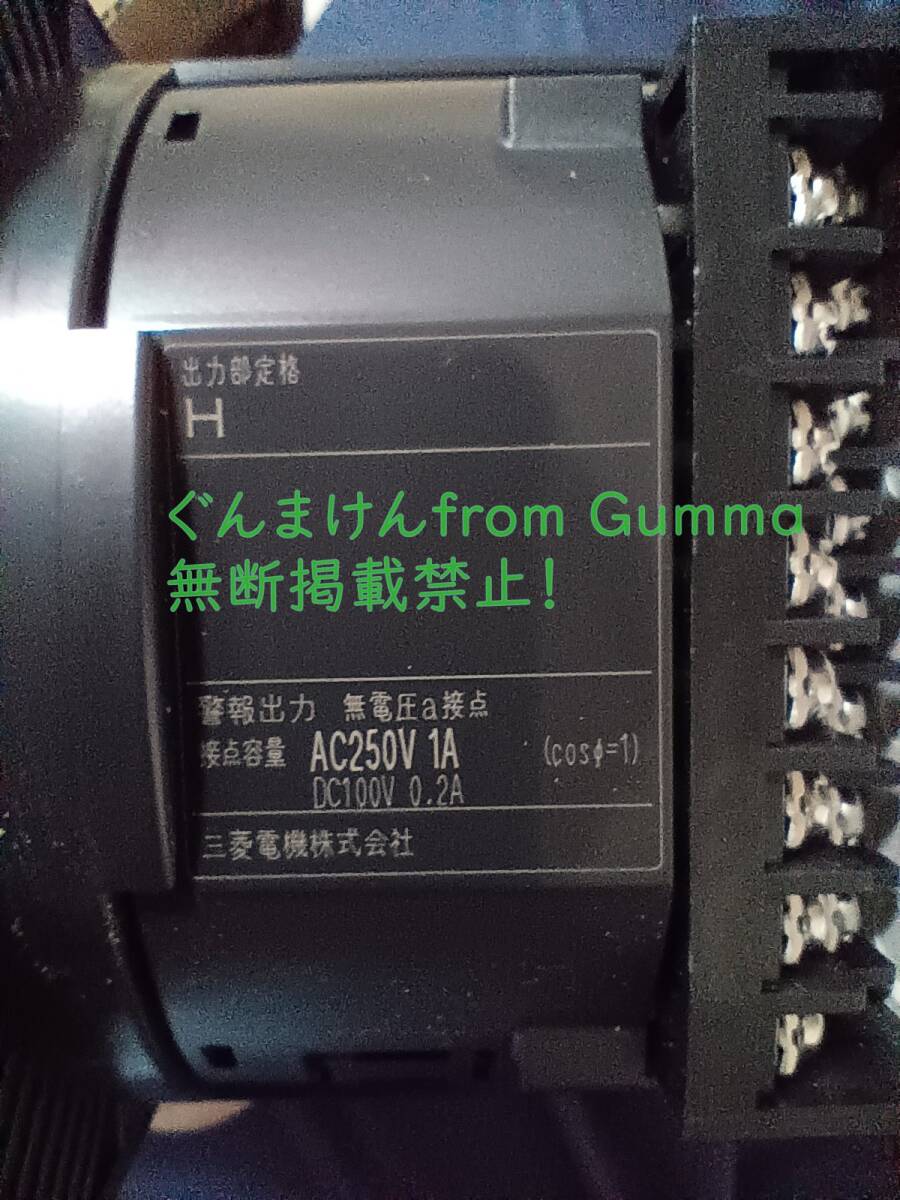 出力部定格
H
ぐんまけんfrom Gumma
無断掲載禁止!
警報出力 無電圧a接点
接点容量 AC250V 1A (cosφ=1)
DC100V 0.2A
三菱電機株式会社